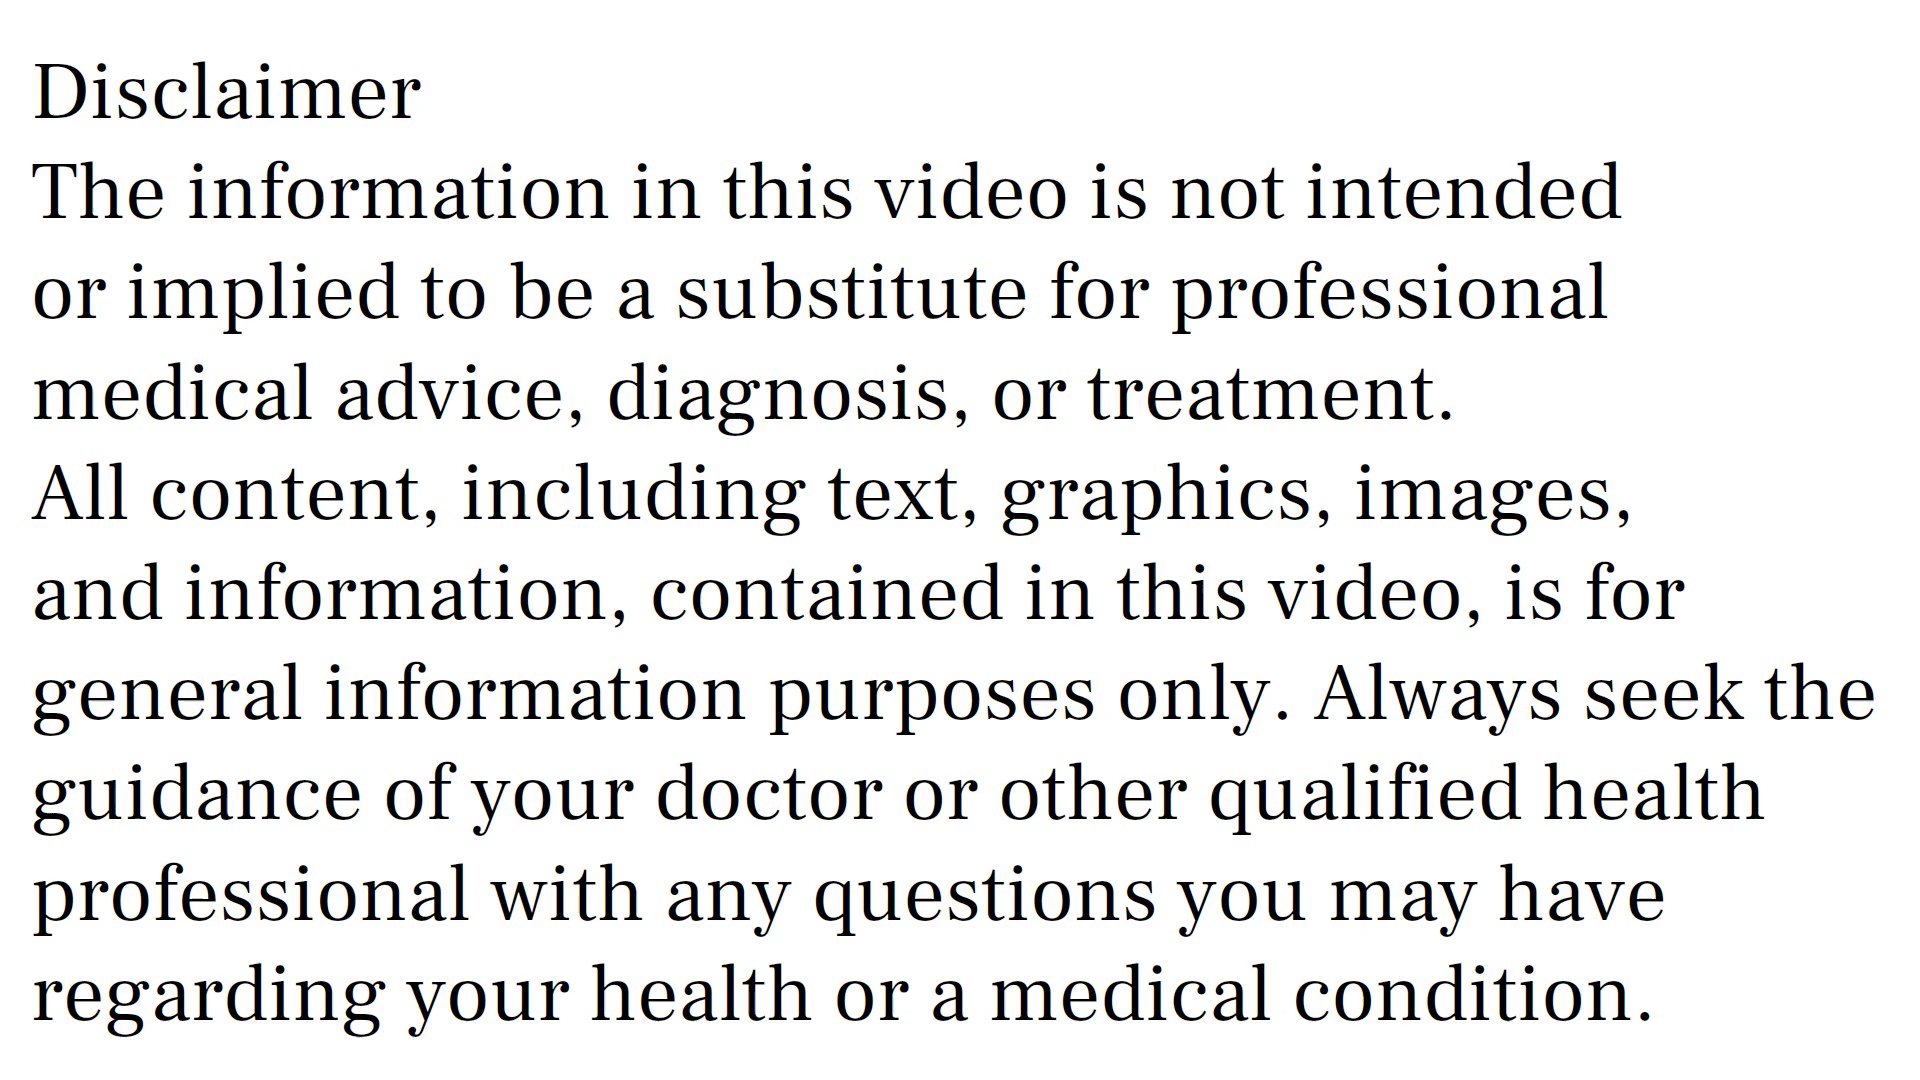 Disclaimer
The information in this video is not intended
or implied to be a substitute for professional
medical advice, diagnosis, or treatment.
All content, including text, graphics, images,
and information, contained in this video, is for
general information purposes only. Always seek the
guidance of your doctor or other qualified health
professional with any questions you may have
regarding your health or a medical condition.